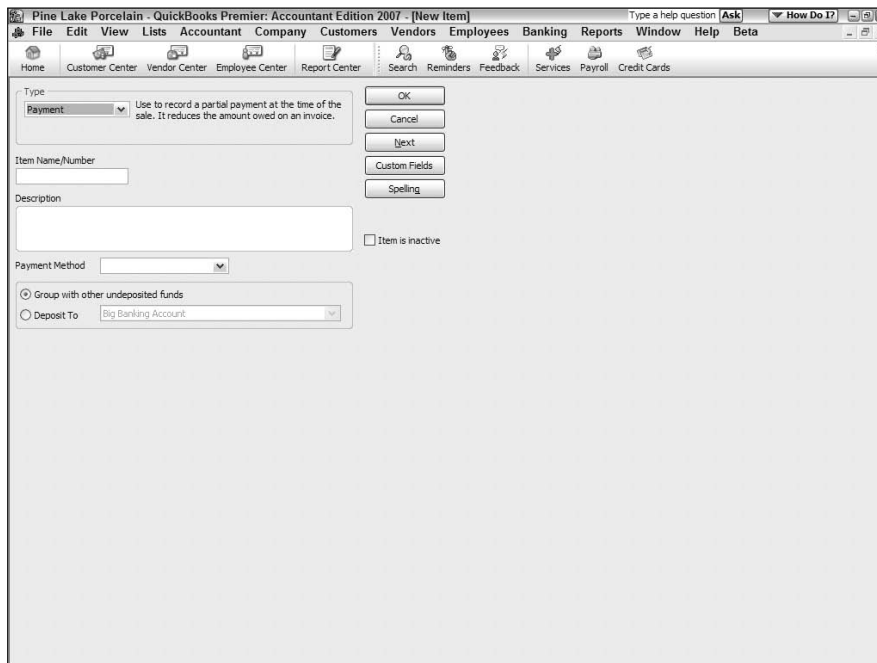 Pine Lake Porcelain - QuickBooks Premier: Accountant Edition 2007 - [New Item]
Type a help question Ask
How Do I?
File Edit View Lists Accountant Company Customers Vendors Employees Banking Reports Window Help Beta
Home Customer Center Vendor Center Employee Center Report Center Search Reminders Feedback Services Payroll Credit Cards
Type
Payment
Use to record a partial payment at the time of the
sale. It reduces the amount owed on an invoice.
OK
Cancel
Next
Custom Fields
Spelling
Item Name/Number
Description
Item is inactive
Payment Method
Group with other undeposited funds
Deposit To Big Banking Account